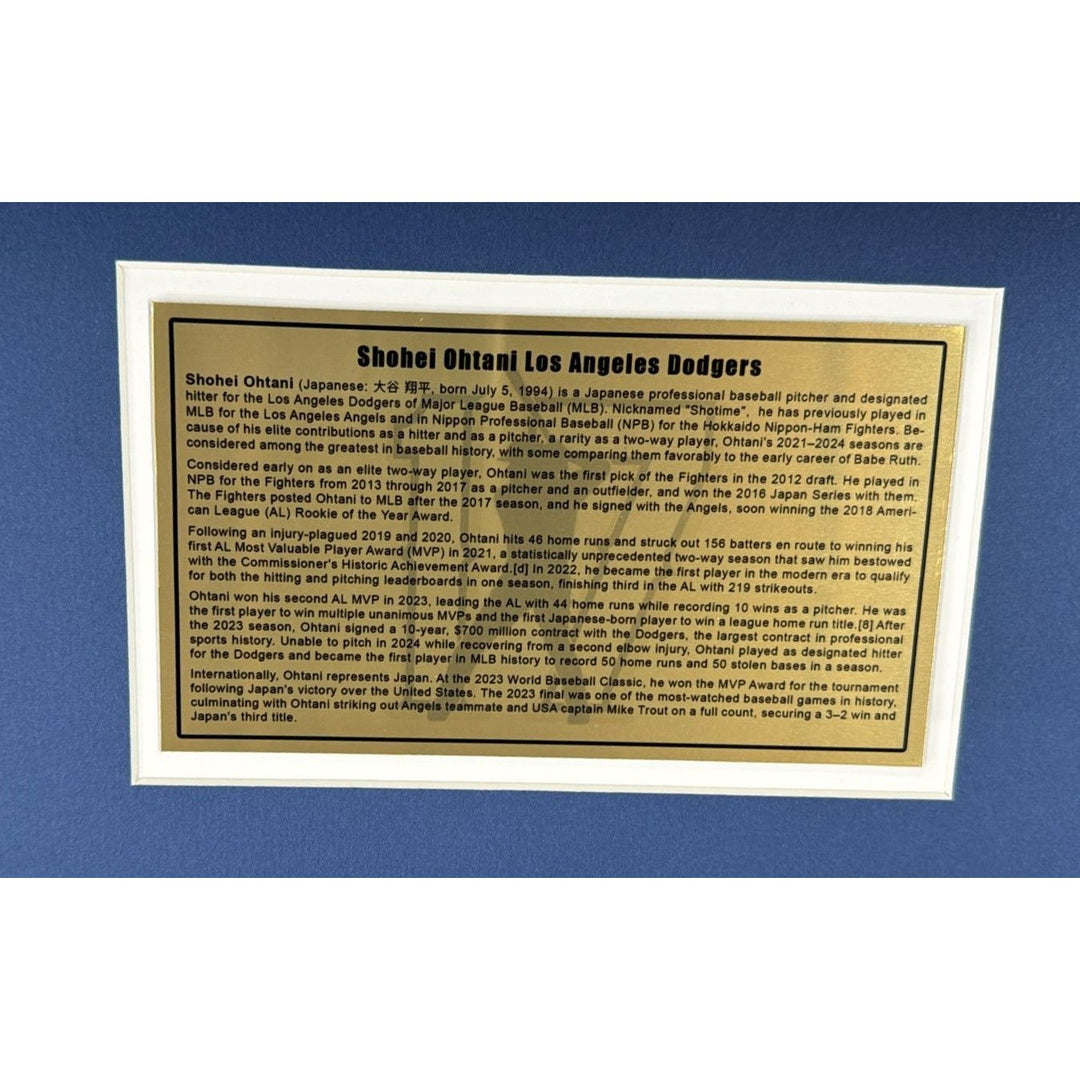 Shohei Ohtani Los Angeles Dodgers
Shohei Ohtani (Japanese: 大谷 翔平, born July 5, 1994) is a Japanese professional baseball pitcher and designated
hitter for the Los Angeles Dodgers of Major League Baseball (MLB). Nicknamed "Shotime", he has previously played in
MLB for the Los Angeles Angels and in Nippon Professional Baseball (NPB) for the Hokkaido Nippon-Ham Fighters. Be-
cause of his elite contributions as a hitter and as a pitcher, a rarity as a two-way player, Ohtani's 2021–2024 seasons are
considered among the greatest in baseball history, with some comparing them favorably to the early career of Babe Ruth.
Considered early on as an elite two-way player, Ohtani was the first pick of the Fighters in the 2012 draft. He played in
NPB for the Fighters from 2013 through 2017 as a pitcher and an outfielder, and won the 2016 Japan Series with them.
The Fighters posted Ohtani to MLB after the 2017 season, and he signed with the Angels, soon winning the 2018 Ameri-
can League (AL) Rookie of the Year Award.
Following an injury-plagued 2019 and 2020, Ohtani hits 46 home runs and struck out 156 batters en route to winning his
first AL Most Valuable Player Award (MVP) in 2021, a statistically unprecedented two-way season that saw him bestowed
with the Commissioner's Historic Achievement Award.[d] In 2022, he became the first player in the modern era to qualify
for both the hitting and pitching leaderboards in one season, finishing third in the AL with 219 strikeouts.
Ohtani won his second AL MVP in 2023, leading the AL with 44 home runs while recording 10 wins as a pitcher. He was
the first player to win multiple unanimous MVPs and the first Japanese-born player to win a league home run title.[8] After
the 2023 season, Ohtani signed a 10-year, $700 million contract with the Dodgers, the largest contract in professional
sports history. Unable to pitch in 2024 while recovering from a second elbow injury, Ohtani played as designated hitter
for the Dodgers and became the first player in MLB history to record 50 home runs and 50 stolen bases in a season.
Internationally, Ohtani represents Japan. At the 2023 World Baseball Classic, he won the MVP Award for the tournament
following Japan's victory over the United States. The 2023 final was one of the most-watched baseball games in history,
culminating with Ohtani striking out Angels teammate and USA captain Mike Trout on a full count, securing a 3–2 win and
Japan's third title.